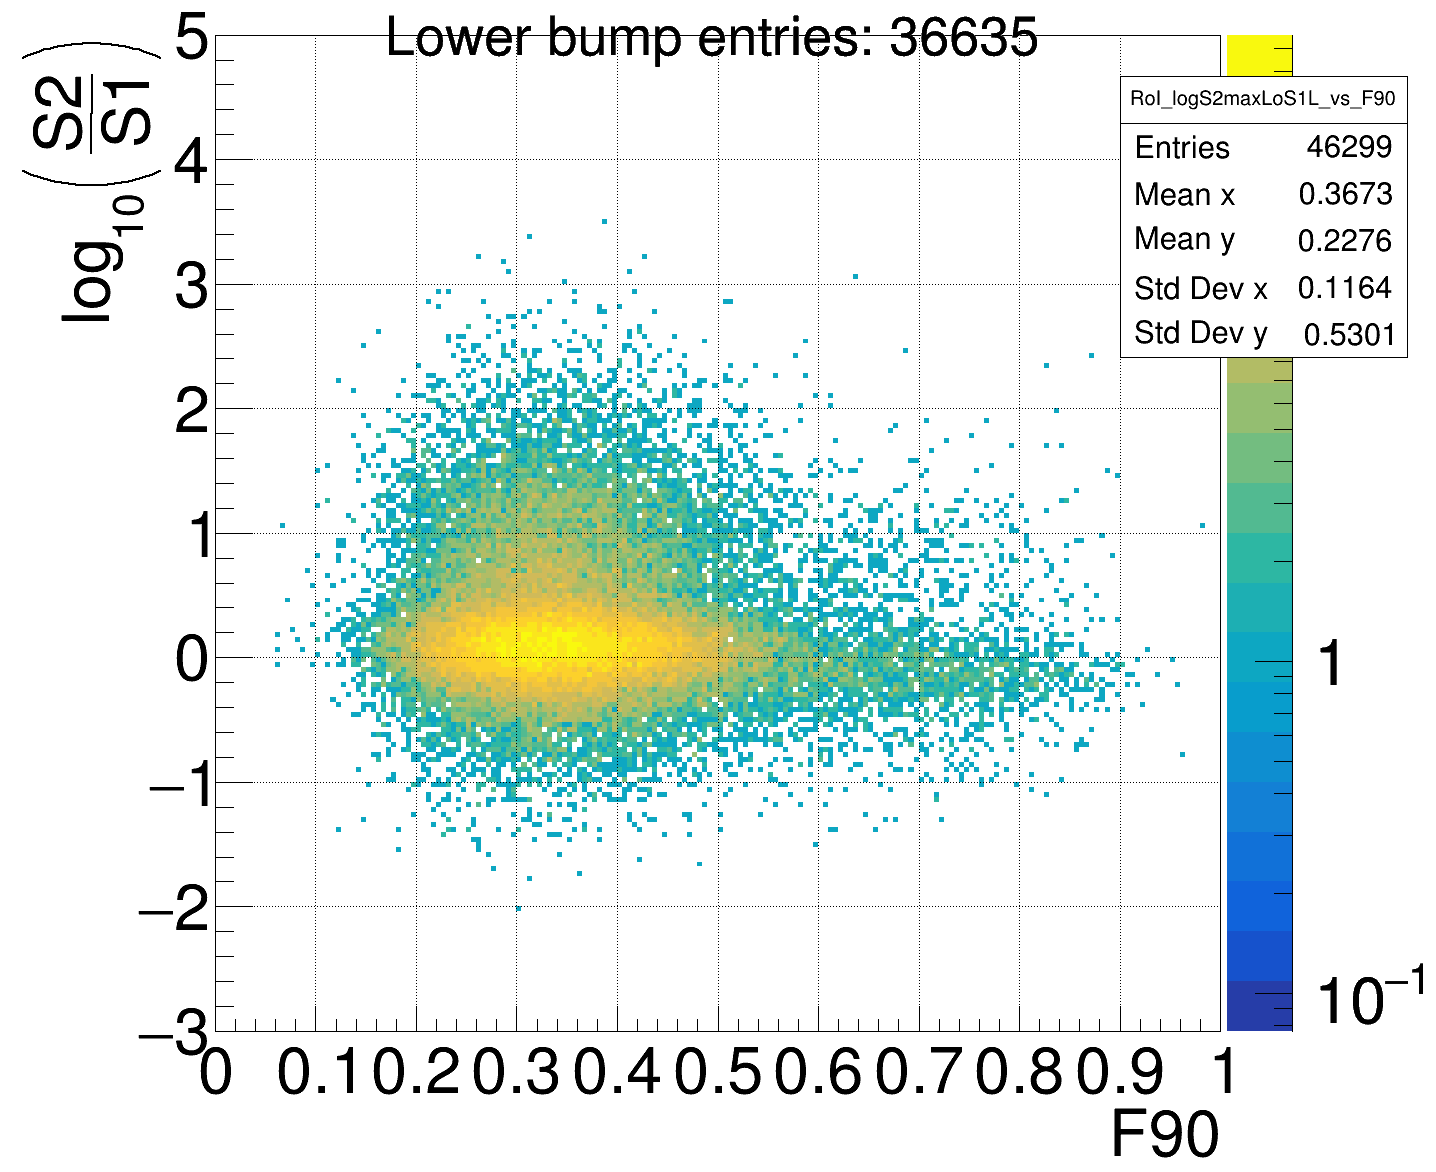 Lower bump entries: 36635
log10(S2/S1)
5
4
3
2
1
0
−1
−2
−3
0 0.1 0.2 0.3 0.4 0.5 0.6 0.7 0.8 0.9 1
F90
RoI_logS2maxLoS1L_vs_F90
Entries 46299
Mean x 0.3673
Mean y 0.2276
Std Dev x 0.1164
Std Dev y 0.5301
1
10−1